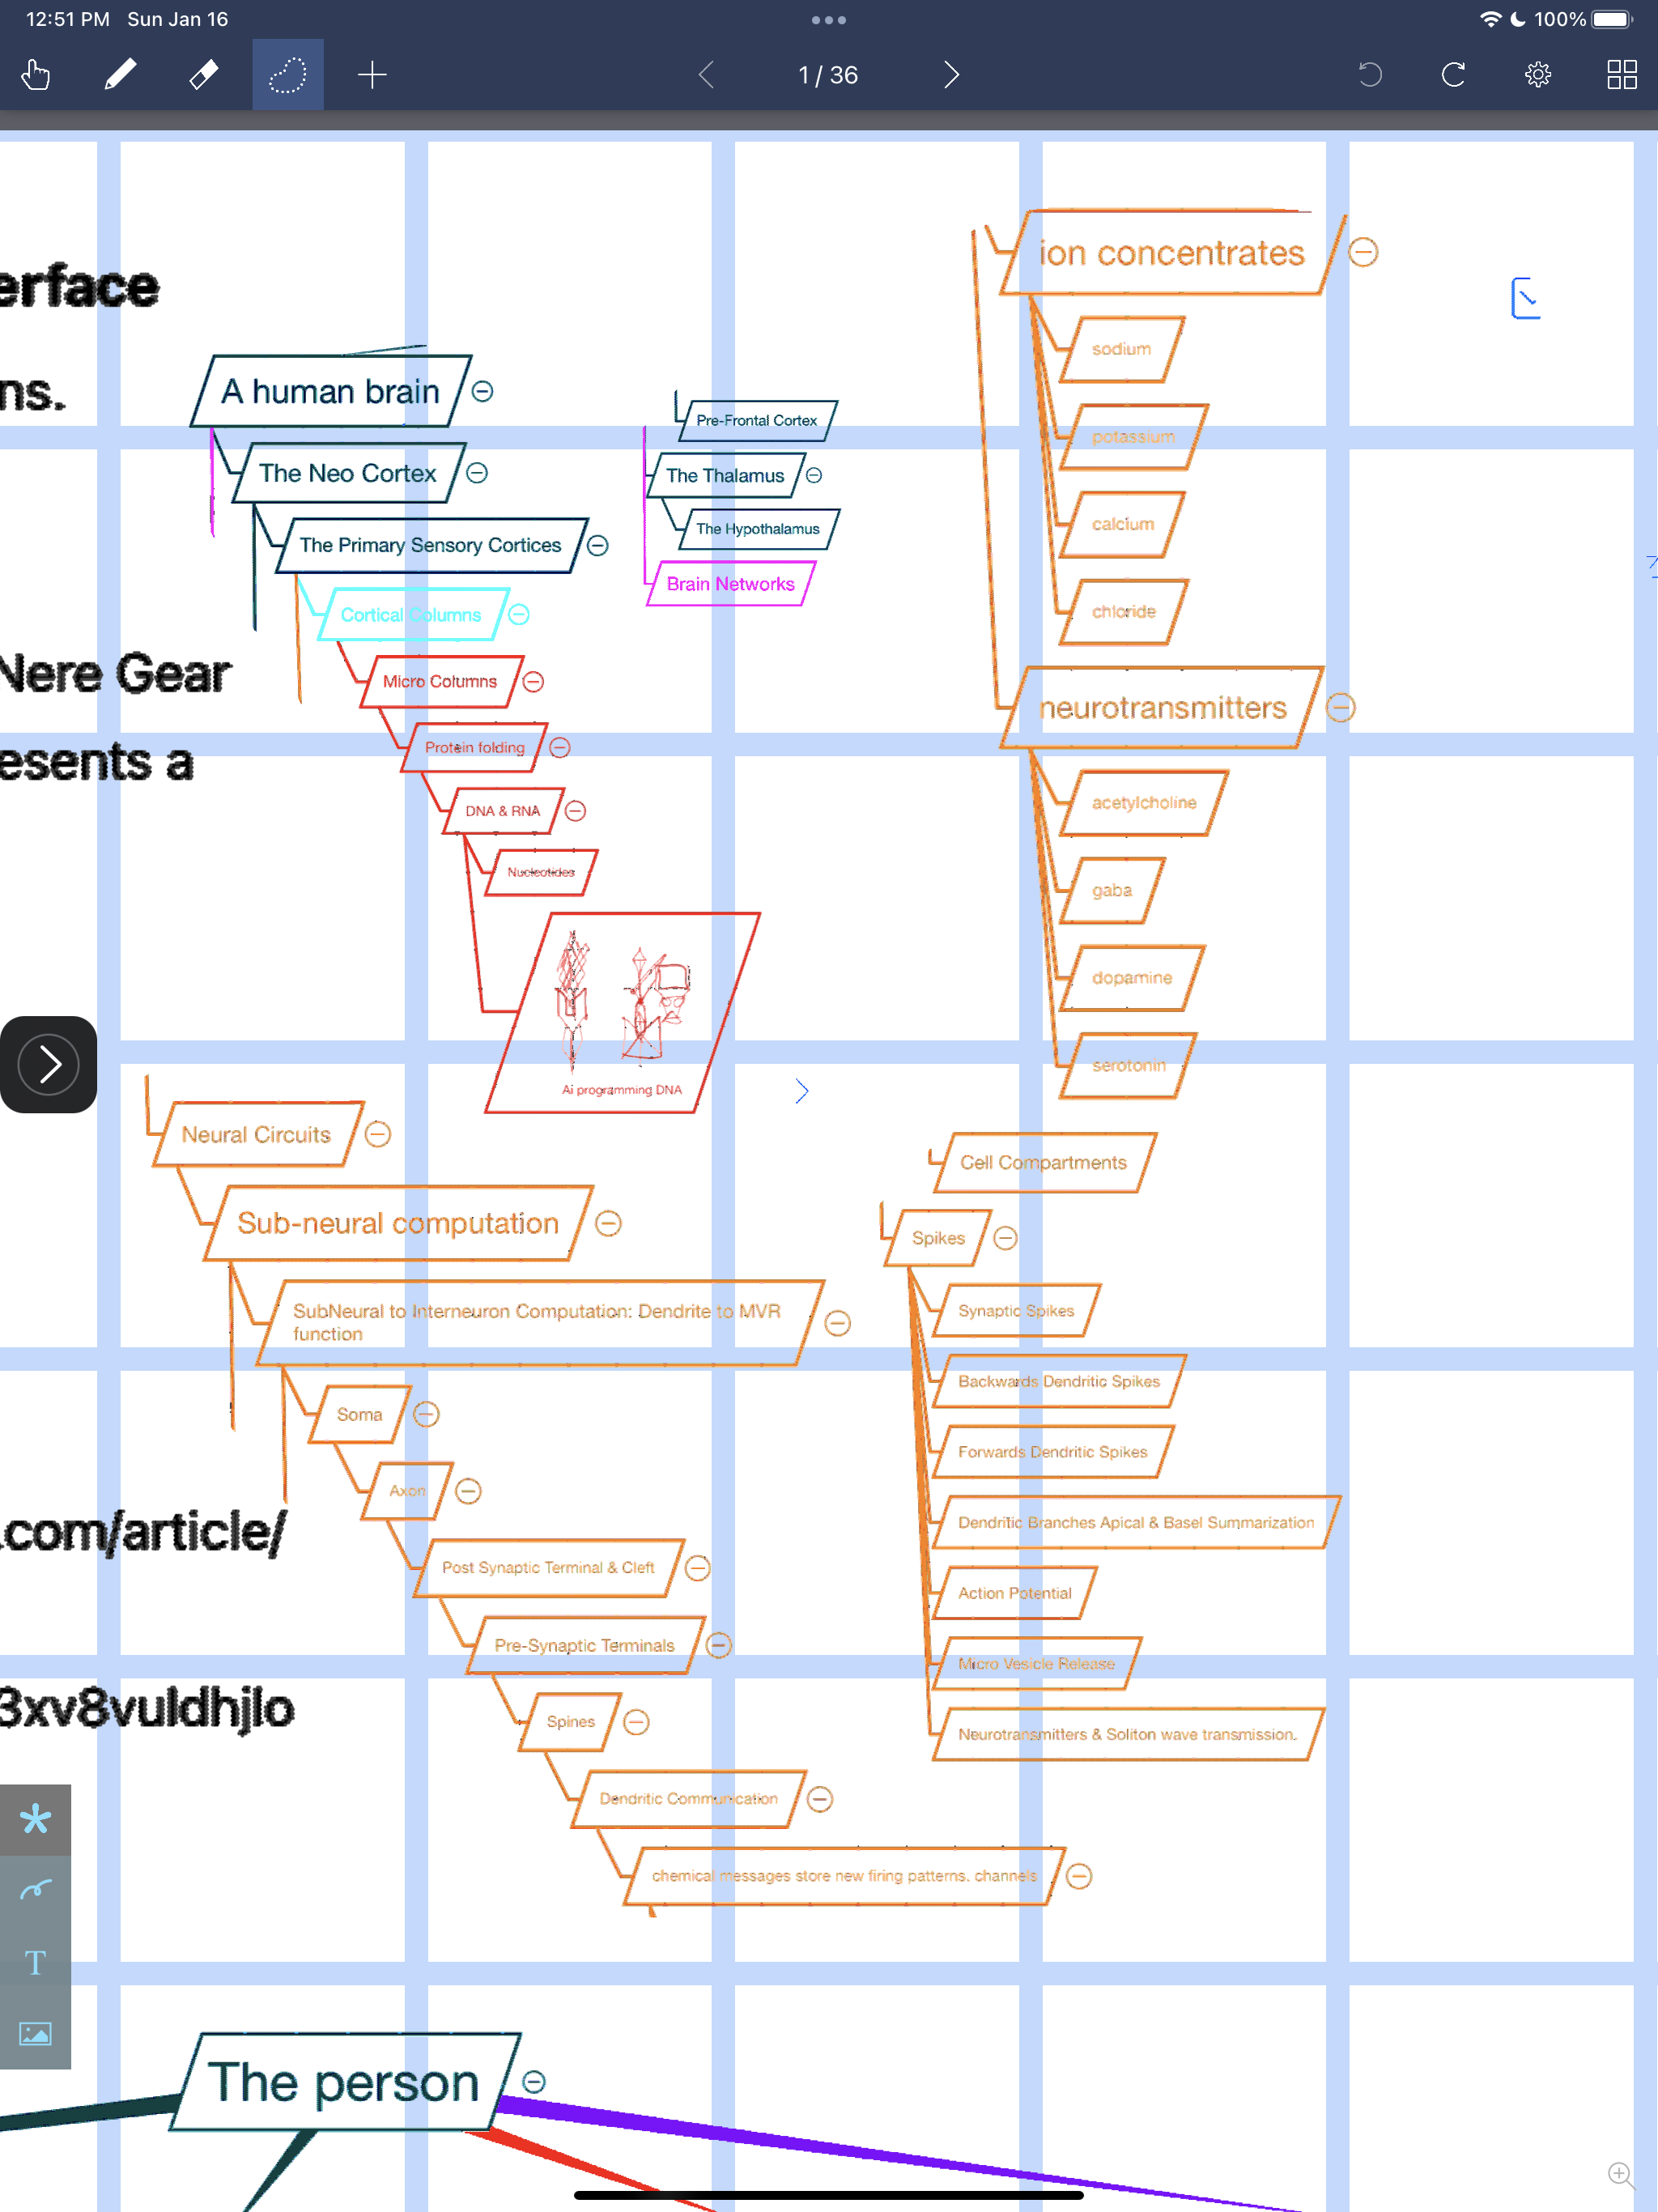 12:51 PM Sun Jan 16
100%
1 / 36
erface
ns.
Nere Gear
esents a
.com/article/
3xv8vuldhjlo
A human brain
The Neo Cortex
The Primary Sensory Cortices
Cortical Columns
Micro Columns
Protein folding
DNA & RNA
Nucleotides
Ai programming DNA
Pre-Frontal Cortex
The Thalamus
The Hypothalamus
Brain Networks
ion concentrates
sodium
potassium
calcium
chloride
neurotransmitters
acetylcholine
gaba
dopamine
serotonin
Neural Circuits
Sub-neural computation
SubNeural to Interneuron Computation: Dendrite to MVR
function
Soma
Axon
Post Synaptic Terminal & Cleft
Pre-Synaptic Terminals
Spines
Dendritic Communication
chemical messages store new firing patterns. channels
Cell Compartments
Spikes
Synaptic Spikes
Backwards Dendritic Spikes
Forwards Dendritic Spikes
Dendritic Branches Apical & Basel Summarization
Action Potential
Micro Vesicle Release
Neurotransmitters & Soliton wave transmission.
T
The person